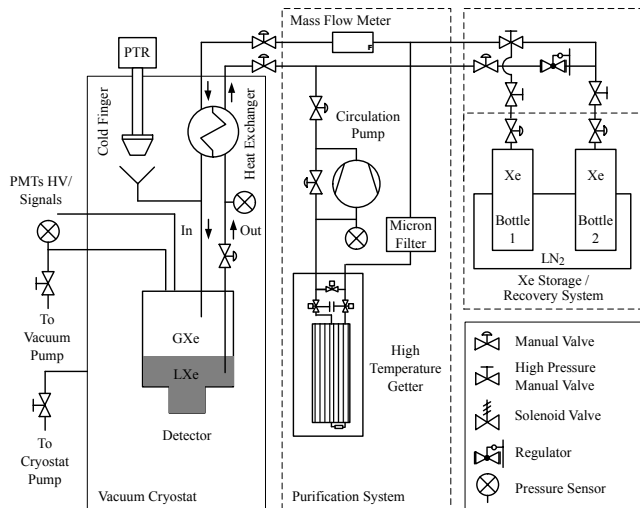 Mass Flow Meter
F
PTR
Cold Finger
Heat Exchanger
Circulation
Pump
PMTs HV/
Signals
In
Out
Micron
Filter
Xe
Bottle
1
Xe
Bottle
2
LN2
Xe Storage /
Recovery System
To
Vacuum
Pump
GXe
LXe
Detector
High
Temperature
Getter
To
Cryostat
Pump
Vacuum Cryostat
Purification System
Manual Valve
High Pressure
Manual Valve
Solenoid Valve
Regulator
Pressure Sensor